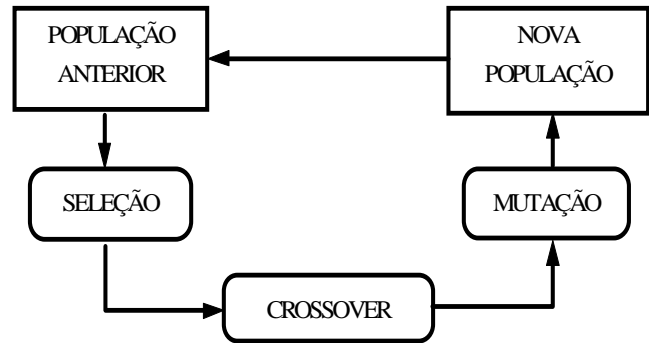 POPULAÇÃO
ANTERIOR
NOVA
POPULAÇÃO
SELEÇÃO
MUTAÇÃO
CROSSOVER